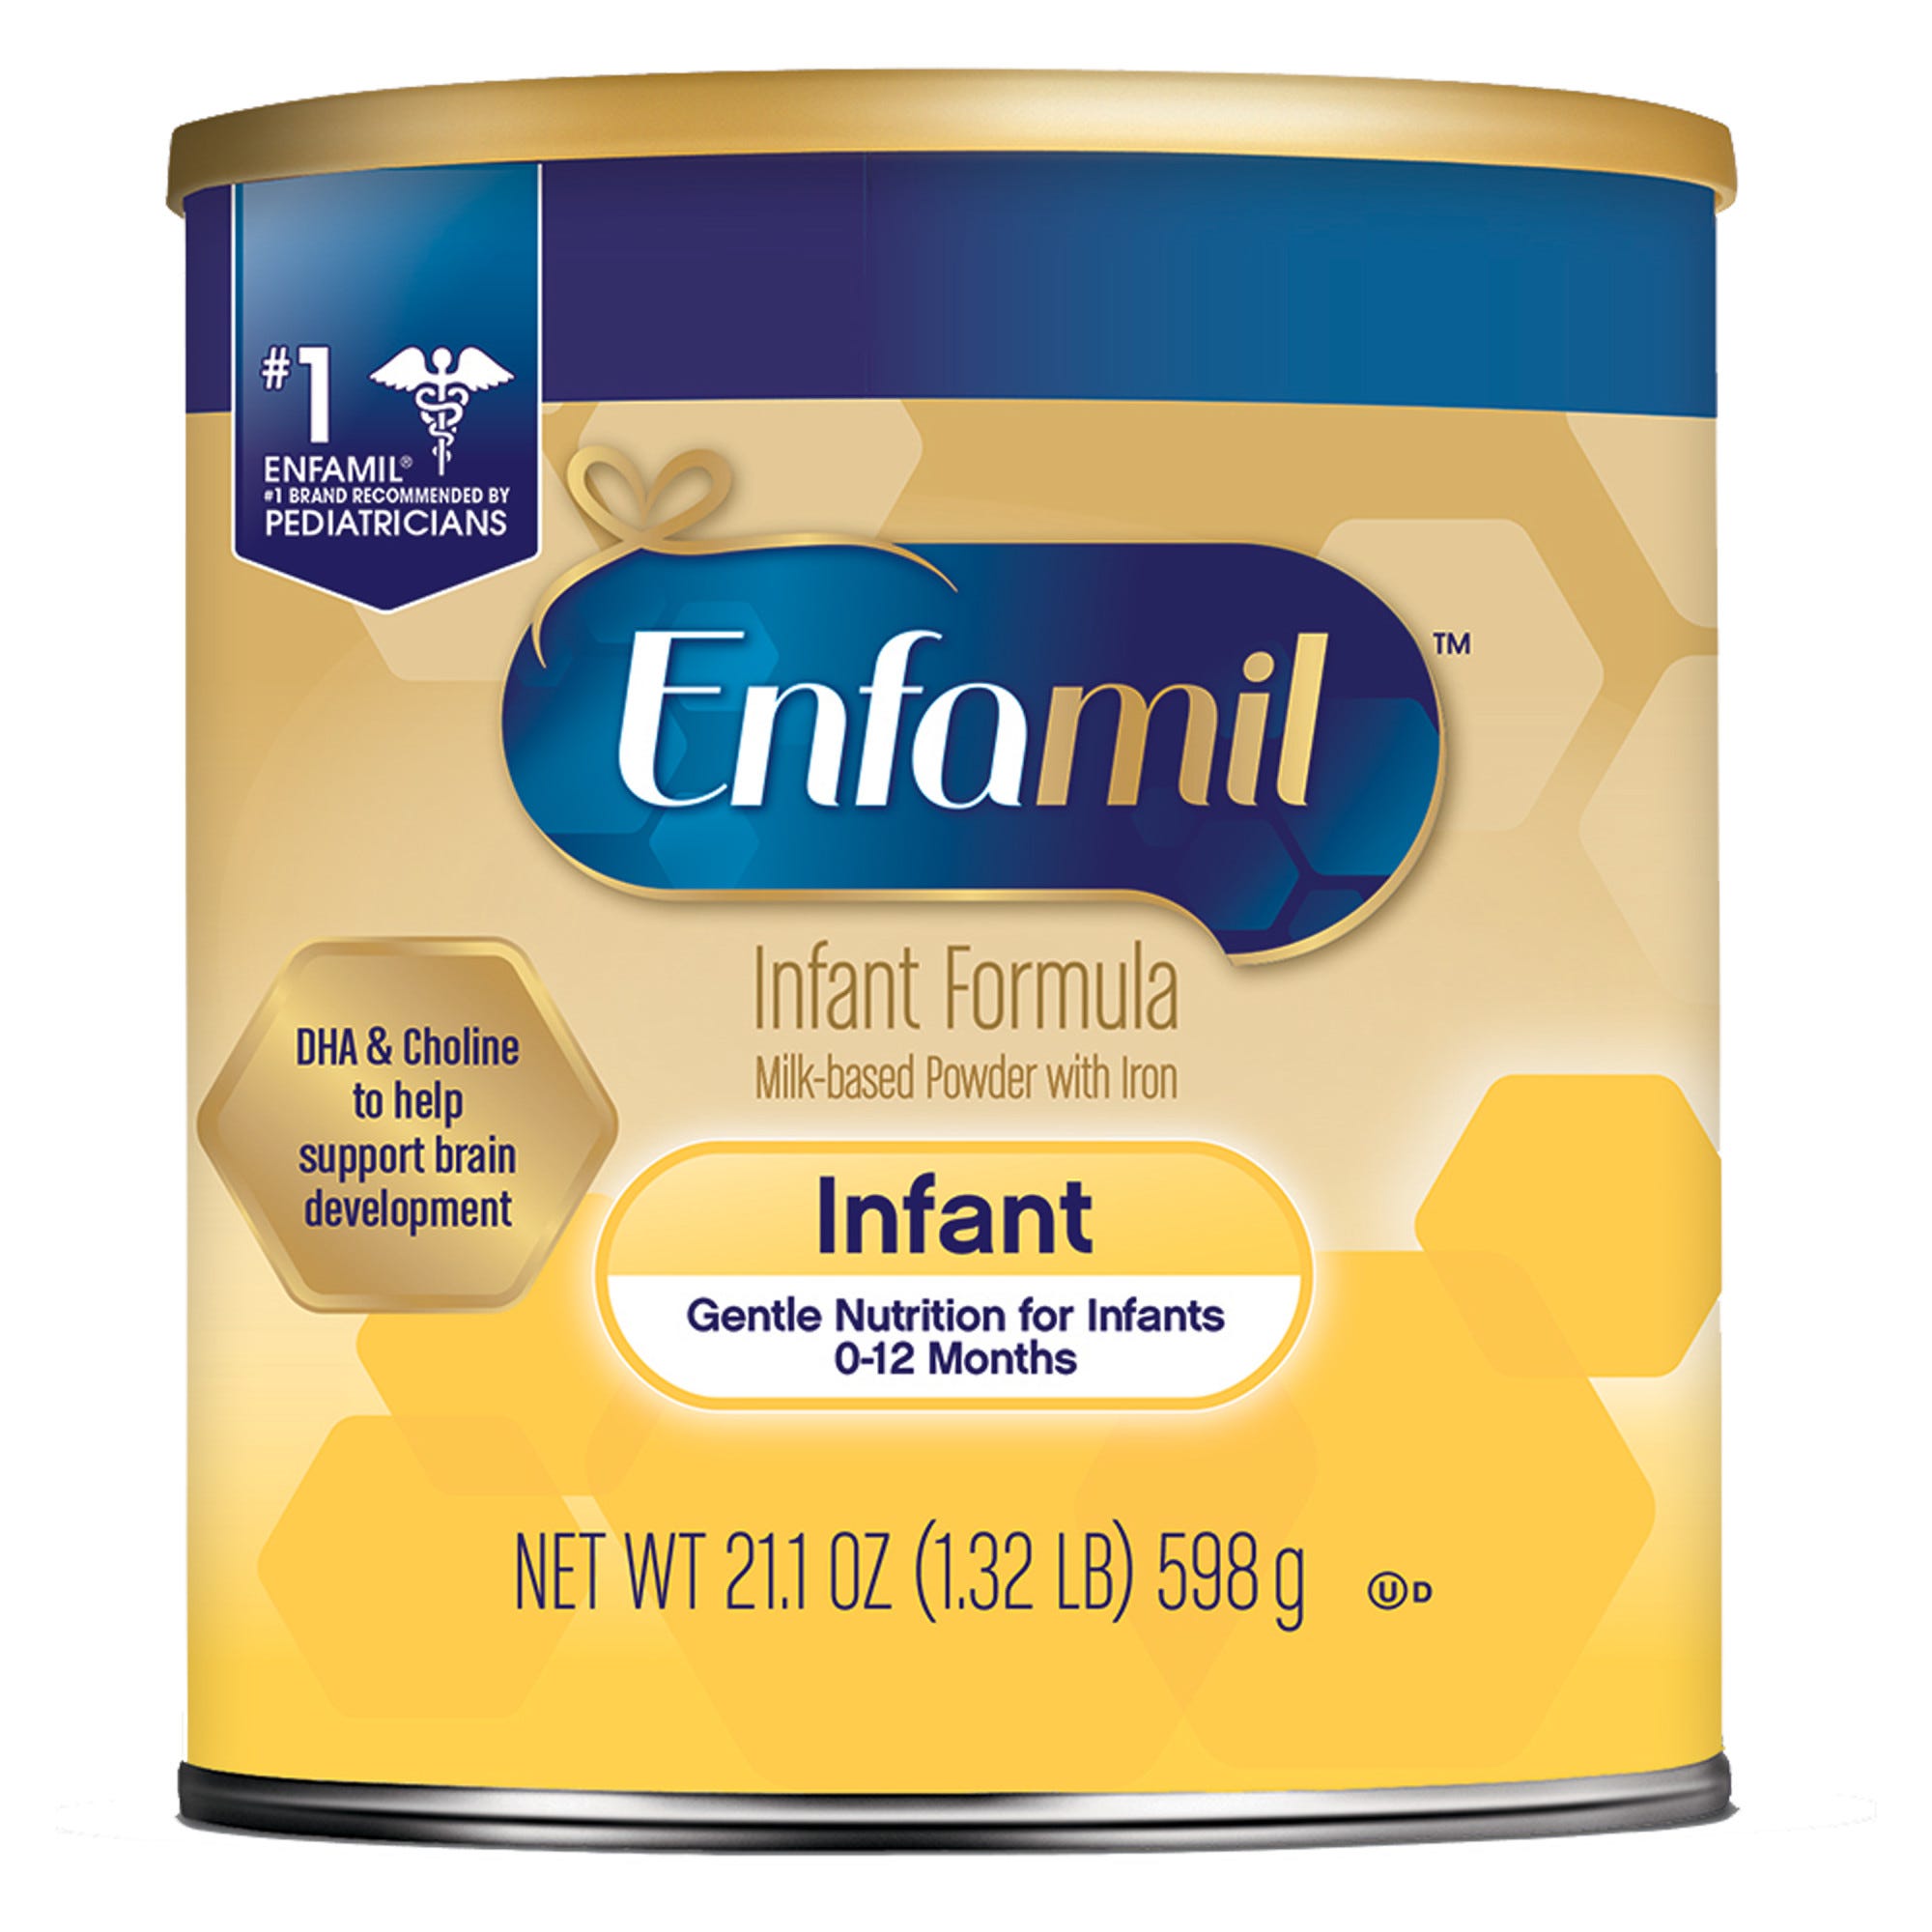 #1
ENFAMIL®
#1 BRAND RECOMMENDED BY
PEDIATRICIANS
Enfamil™
Infant Formula
Milk-based Powder with Iron
DHA & Choline
to help
support brain
development
Infant
Gentle Nutrition for Infants
0-12 Months
NET WT 21.1 OZ (1.32 LB) 598 g
Ⓤ D